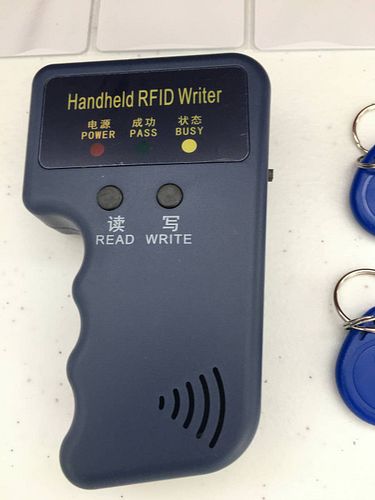 Handheld RFID Writer
电源 成功 状态
POWER PASS BUSY
读 写
READ WRITE